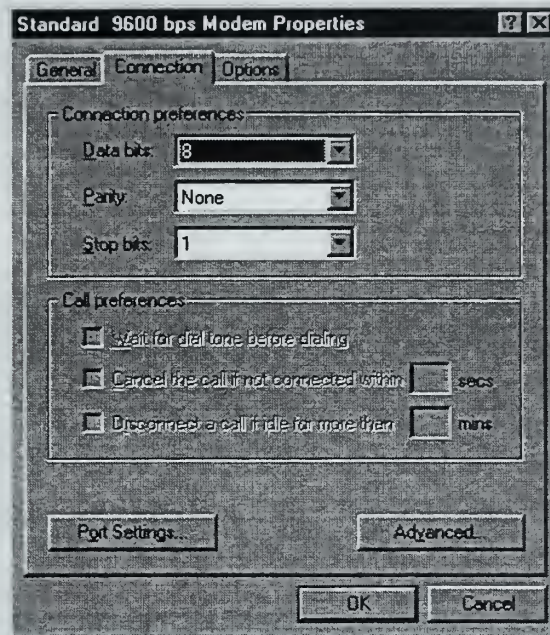 Standard 9600 bps Modem Properties
General Connection Options
Connection preferences
Data bits: 8
Parity: None
Stop bits: 1
Call preferences
Wait for dial tone before dialing
Cancel the call if not connected within secs
Disconnect a call if idle for more than mins
Port Settings... Advanced...
OK Cancel